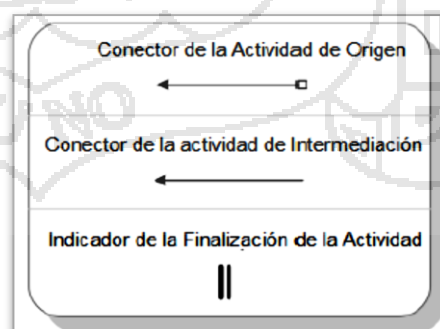 Conector de la Actividad de Origen
Conector de la actividad de Intermediación
Indicador de la Finalización de la Actividad